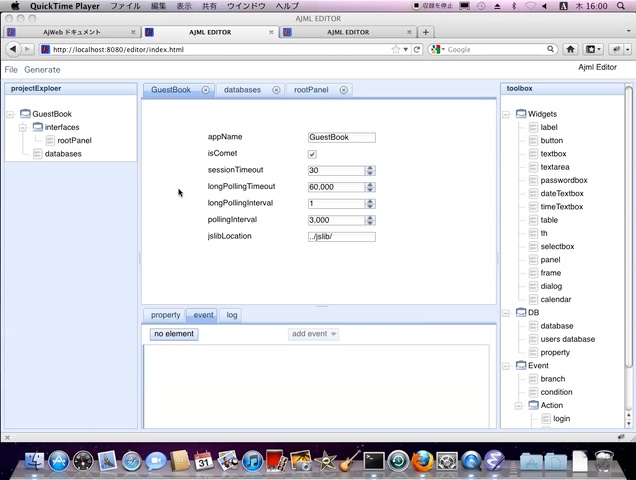 QuickTime Player ファイル 編集 表示 共有 ウインドウ ヘルプ 収録を停止 木 16:00
AJML EDITOR
AjWeb ドキュメント
AJML EDITOR
AJML EDITOR
http://localhost:8080/editor/index.html
Google
File Generate
Ajml Editor
projectExploer
GuestBook
interfaces
rootPanel
databases
GuestBook
databases
rootPanel
appName GuestBook
isComet
sessionTimeout 30
longPollingTimeout 60,000
longPollingInterval 1
pollingInterval 3,000
jslibLocation ../jslib/
property event log
no element
add event
toolbox
Widgets
label
button
textbox
textarea
passwordbox
dateTextbox
timeTextbox
table
th
selectbox
panel
frame
dialog
calendar
DB
database
users database
property
Event
branch
condition
Action
login